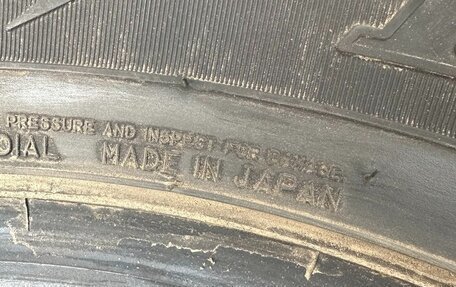 PRESSURE AND INSPECT FOR DAMAGE.
DIAL MADE IN JAPAN